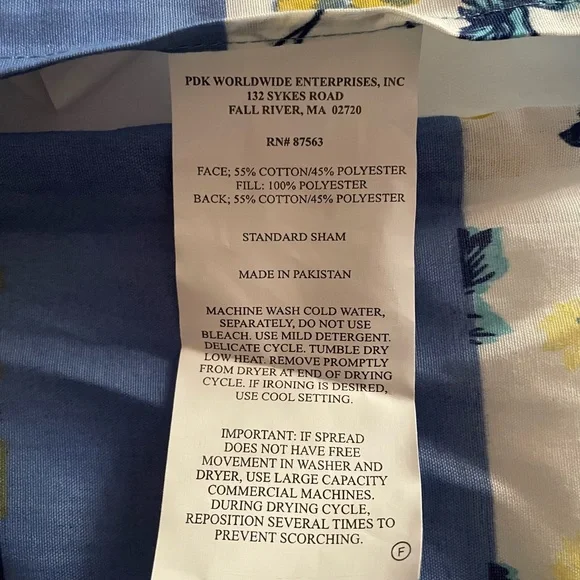 PDK WORLDWIDE ENTERPRISES, INC
132 SYKES ROAD
FALL RIVER, MA 02720
RN# 87563
FACE; 55% COTTON/45% POLYESTER
FILL: 100% POLYESTER
BACK; 55% COTTON/45% POLYESTER
STANDARD SHAM
MADE IN PAKISTAN
MACHINE WASH COLD WATER,
SEPARATELY, DO NOT USE
BLEACH. USE MILD DETERGENT.
DELICATE CYCLE. TUMBLE DRY
LOW HEAT. REMOVE PROMPTLY
FROM DRYER AT END OF DRYING
CYCLE. IF IRONING IS DESIRED,
USE COOL SETTING.
IMPORTANT: IF SPREAD
DOES NOT HAVE FREE
MOVEMENT IN WASHER AND
DRYER, USE LARGE CAPACITY
COMMERCIAL MACHINES.
DURING DRYING CYCLE,
REPOSITION SEVERAL TIMES TO
PREVENT SCORCHING.
F